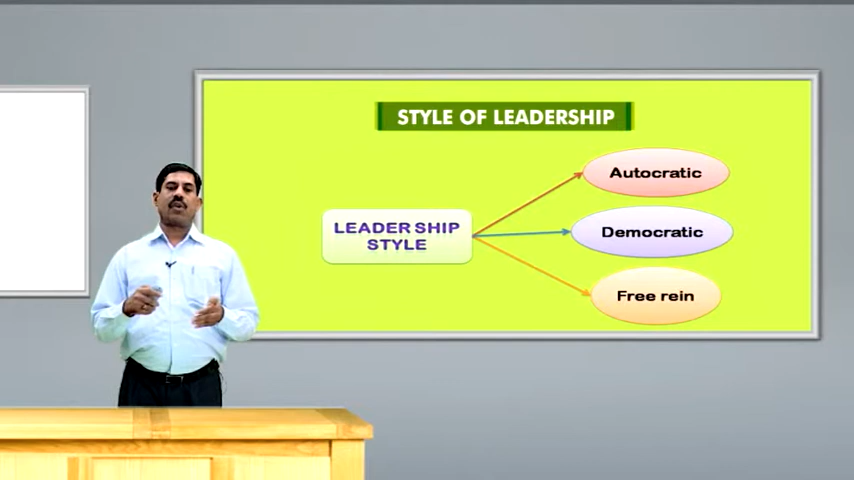 STYLE OF LEADERSHIP
LEADER SHIP
STYLE
Autocratic
Democratic
Free rein